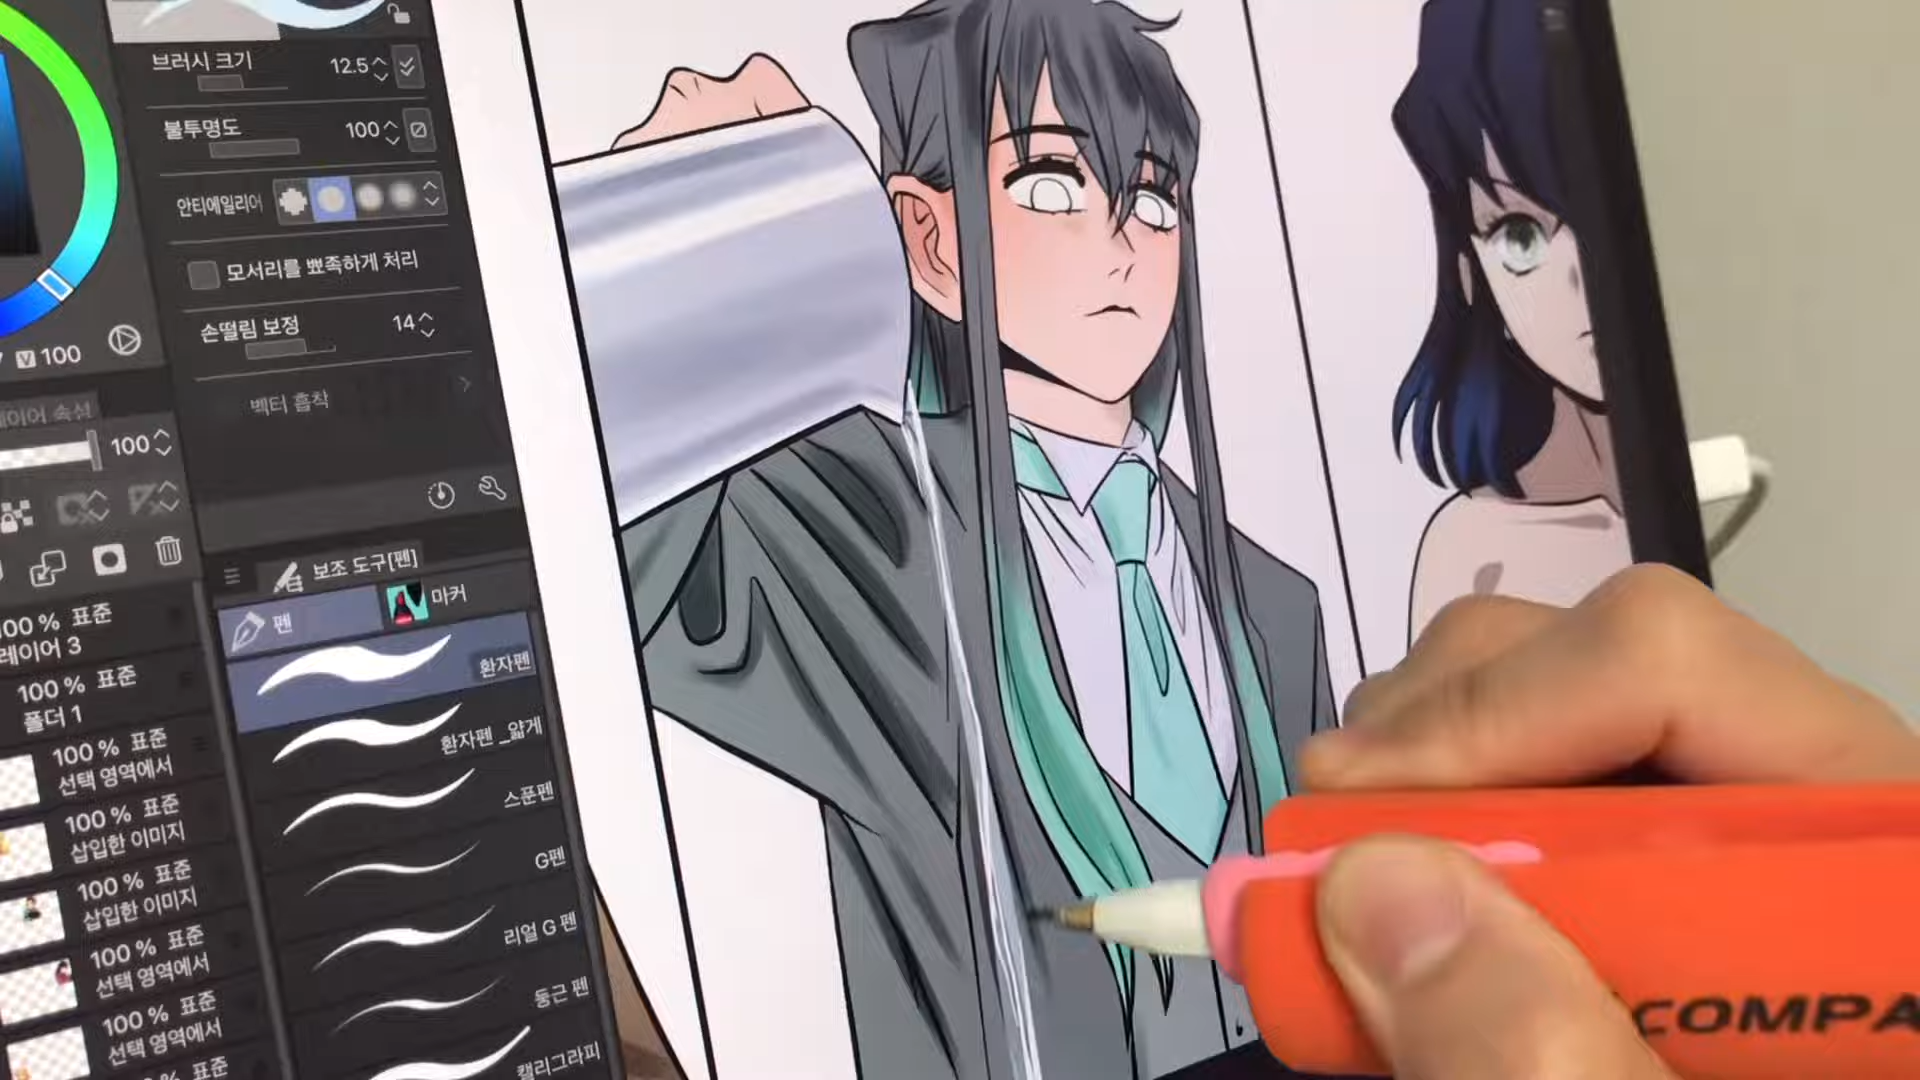 브러시 크기 12.5
불투명도 100
안티에일리어
모서리를 뾰족하게 처리
손떨림 보정 14
벡터 흡착
V 100
100
보조 도구[펜]
펜
마커
환자펜
환자펜 _얇게
스푼펜
G펜
리얼 G 펜
둥근 펜
캘리그라피
표준
레이어 3
100 % 표준
폴더 1
100 % 표준
선택 영역에서
100 % 표준
삽입한 이미지
100 % 표준
삽입한 이미지
100 % 표준
선택 영역에서
100 % 표준
선택 영역에서
% 표준